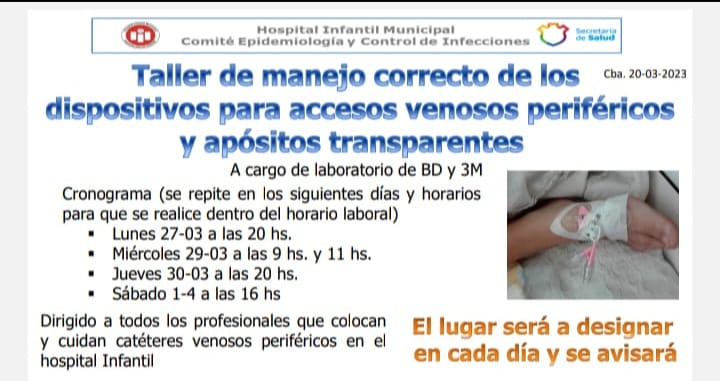 Hospital Infantil Municipal
Comité Epidemiología y Control de Infecciones
Secretaría
de Salud
Taller de manejo correcto de los
Cba. 20-03-2023
dispositivos para accesos venosos periféricos
y apósitos transparentes
A cargo de laboratorio de BD y 3M
Cronograma (se repite en los siguientes días y horarios
para que se realice dentro del horario laboral)
▪ Lunes 27-03 a las 20 hs.
▪ Miércoles 29-03 a las 9 hs. y 11 hs.
▪ Jueves 30-03 a las 20 hs.
▪ Sábado 1-4 a las 16 hs
Dirigido a todos los profesionales que colocan
y cuidan catéteres venosos periféricos en el
hospital Infantil
El lugar será a designar
en cada día y se avisará